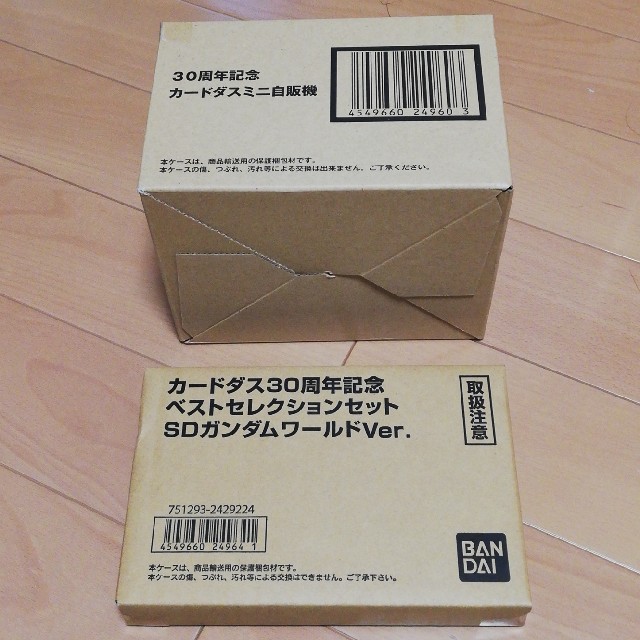 30周年記念
カードダスミニ自販機
4549660 24960 3
本ケースは、商品輸送用の保護梱包材です。
本ケースの傷、つぶれ、汚れ等による交換は出来ません。ご了承ください。
カードダス30周年記念
ベストセレクションセット
SDガンダムワールドVer.
取扱注意
751293-2429224
4549660 24964 1
本ケースは、商品輸送用の保護梱包材です。
本ケースの傷、つぶれ、汚れ等による交換はできません。ご了承下さい。
BAN
DAI